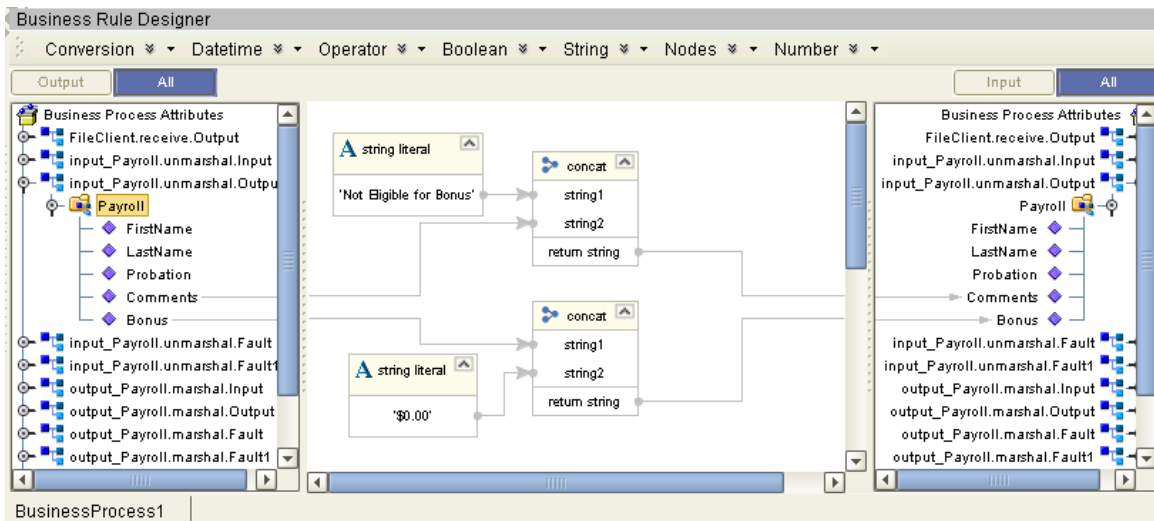 Business Rule Designer
Conversion Datetime Operator Boolean String Nodes Number
Output All
Input All
Business Process Attributes
FileClient.receive.Output
input_Payroll.unmarshal.Input
input_Payroll.unmarshal.Outpu
Payroll
FirstName
LastName
Probation
Comments
Bonus
input_Payroll.unmarshal.Fault
input_Payroll.unmarshal.Fault1
output_Payroll.marshal.Input
output_Payroll.marshal.Output
output_Payroll.marshal.Fault
output_Payroll.marshal.Fault1
A string literal
'Not Eligible for Bonus'
concat
string1
string2
return string
concat
string1
string2
return string
A string literal
'$0.00'
Business Process Attributes
FileClient.receive.Output
input_Payroll.unmarshal.Input
input_Payroll.unmarshal.Output
Payroll
FirstName
LastName
Probation
Comments
Bonus
input_Payroll.unmarshal.Fault
input_Payroll.unmarshal.Fault1
output_Payroll.marshal.Input
output_Payroll.marshal.Output
output_Payroll.marshal.Fault
output_Payroll.marshal.Fault1
BusinessProcess1